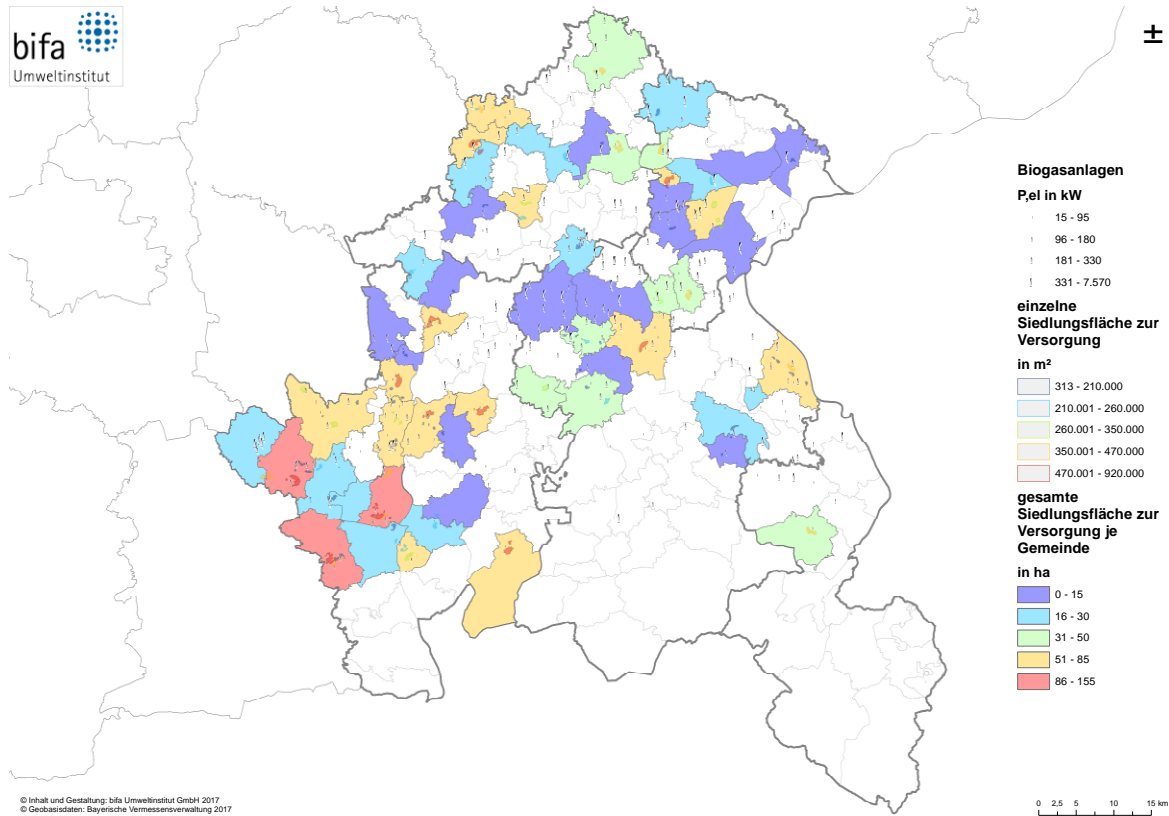 bifa
Umweltinstitut
±
Biogasanlagen
P,el in kW
15 - 95
96 - 180
181 - 330
331 - 7.570
einzelne
Siedlungsfläche zur
Versorgung
in m²
313 - 210.000
210.001 - 260.000
260.001 - 350.000
350.001 - 470.000
470.001 - 920.000
gesamte
Siedlungsfläche zur
Versorgung je
Gemeinde
in ha
0 - 15
16 - 30
31 - 50
51 - 85
86 - 155
© Inhalt und Gestaltung: bifa Umweltinstitut GmbH 2017
© Geobasisdaten: Bayerische Vermessensverwaltung 2017
0 2,5 5 10 15 km